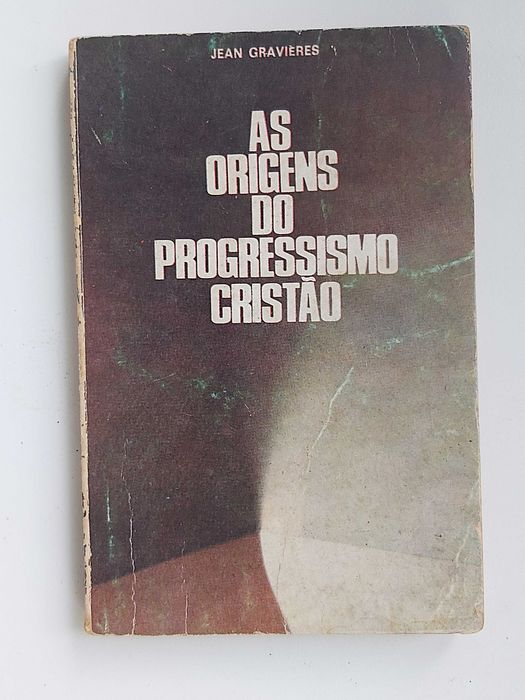 JEAN GRAVIÈRES
AS
ORIGENS
DO
PROGRESSISMO
CRISTÃO